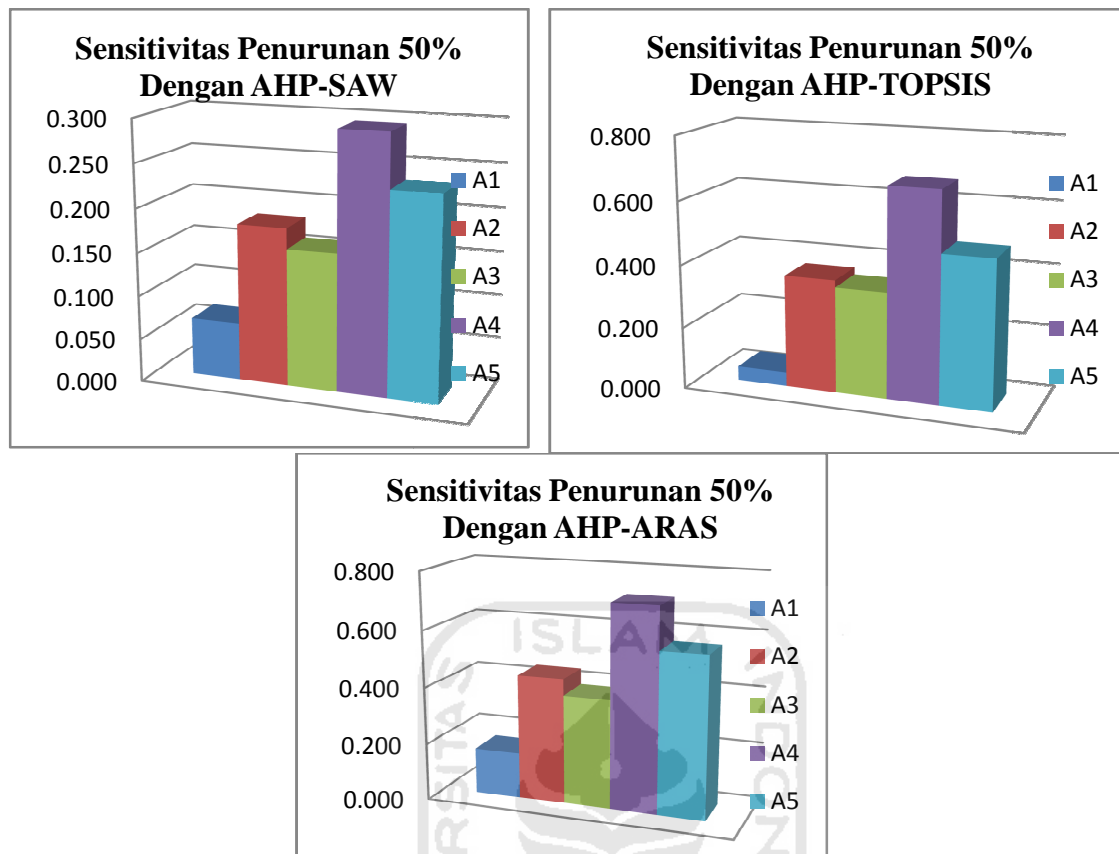 Sensitivitas Penurunan 50%
Dengan AHP-SAW
0.300
0.250
0.200
0.150
0.100
0.050
0.000
A1
A2
A3
A4
A5
Sensitivitas Penurunan 50%
Dengan AHP-TOPSIS
0.800
0.600
0.400
0.200
0.000
A1
A2
A3
A4
A5
Sensitivitas Penurunan 50%
Dengan AHP-ARAS
0.800
0.600
0.400
0.200
0.000
A1
A2
A3
A4
A5
ISLAM